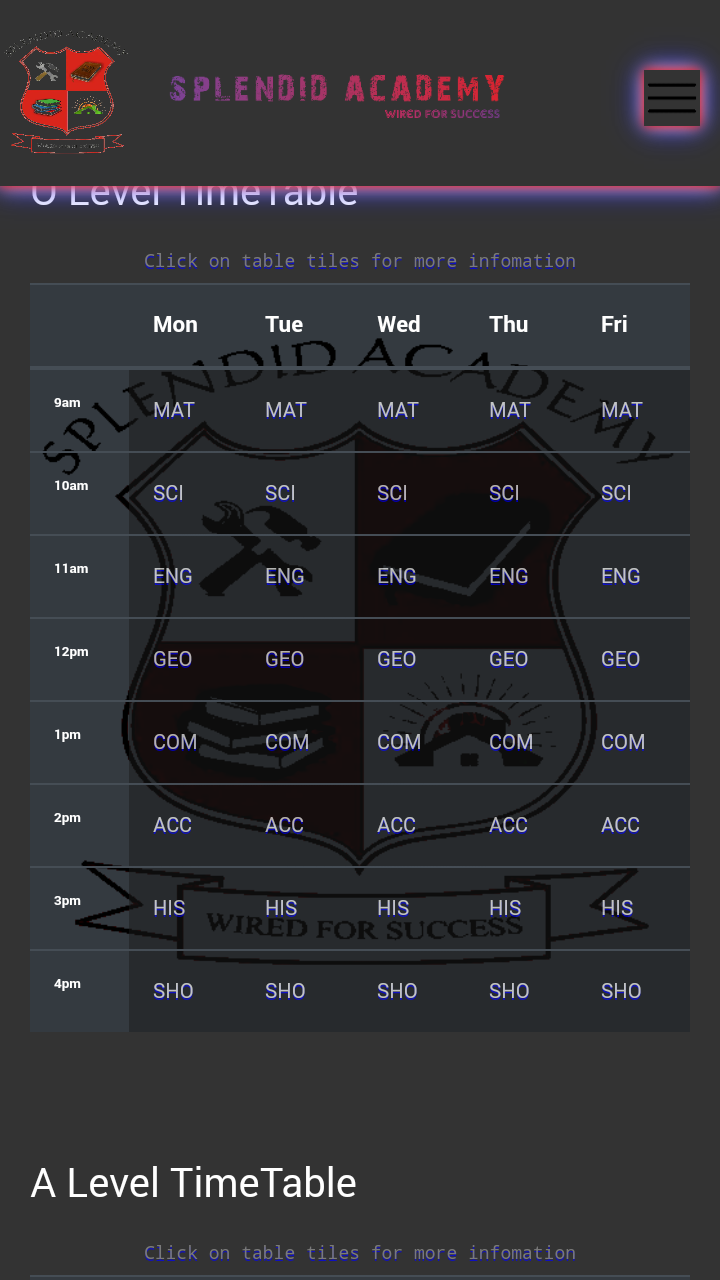 SPLENDID ACADEMY
WIRED FOR SUCCESS
O Level TimeTable
Click on table tiles for more infomation
Mon Tue Wed Thu Fri
SPLENDID ACADEMY
9am MAT MAT MAT MAT MAT
10am SCI SCI SCI SCI SCI
11am ENG ENG ENG ENG ENG
12pm GEO GEO GEO GEO GEO
1pm COM COM COM COM COM
2pm ACC ACC ACC ACC ACC
3pm HIS HIS HIS HIS HIS
WIRED FOR SUCCESS
4pm SHO SHO SHO SHO SHO
A Level TimeTable
Click on table tiles for more infomation